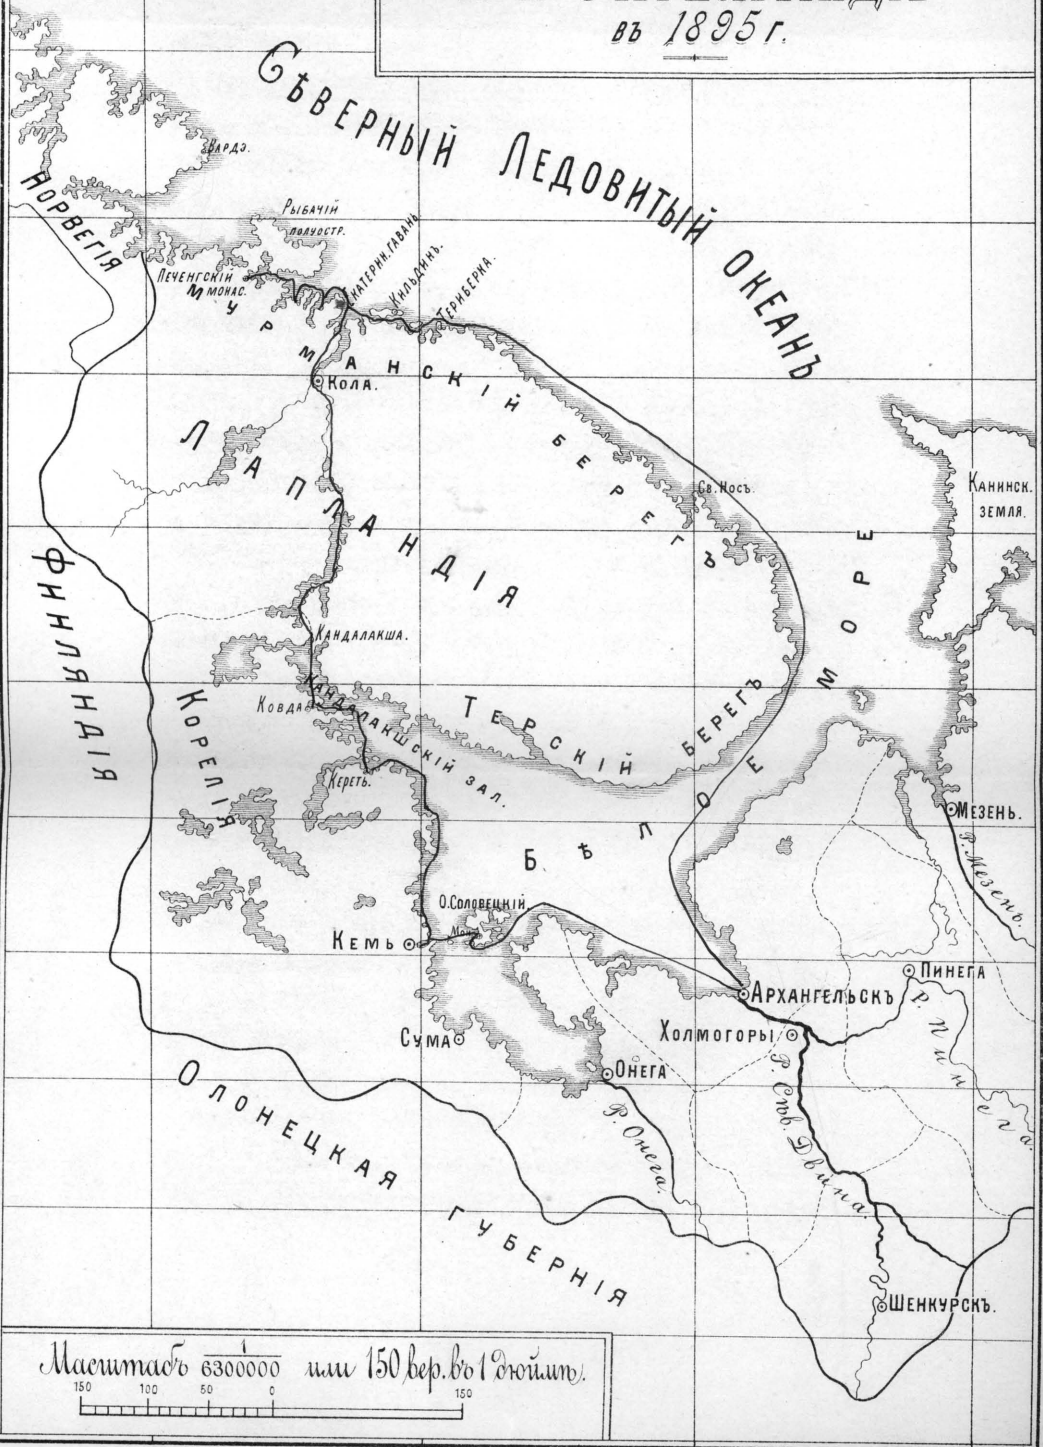 въ 1895 г.
Сѣверный Ледовитый океанъ
Вардэ.
Норвегія
Рыбачій
полуостр.
Печенгскій
монас.
Екатерин. гавань
Кильдинъ.
Териберка.
Мурманскій берегъ
Кола.
Лапландія
Св. Носъ.
Канинск.
земля.
Финляндія
Кандалакша.
Корелія
Ковда
Кандалакшскій зал.
Терскій берегъ
Бѣлое море
Кереть.
Мезень.
Р. Мезень.
О. Соловецкій.
Мон.
Кемь
Пинега
Р. Пинега.
Архангельскъ
Холмогоры
Сума
Онега
Р. Онега.
Р. Сѣв. Двина.
Олонецкая губернія
Шенкурскъ.
Масштабъ 1/6300000 или 150 вер. въ 1 дюймѣ.
150 100 50 0 150